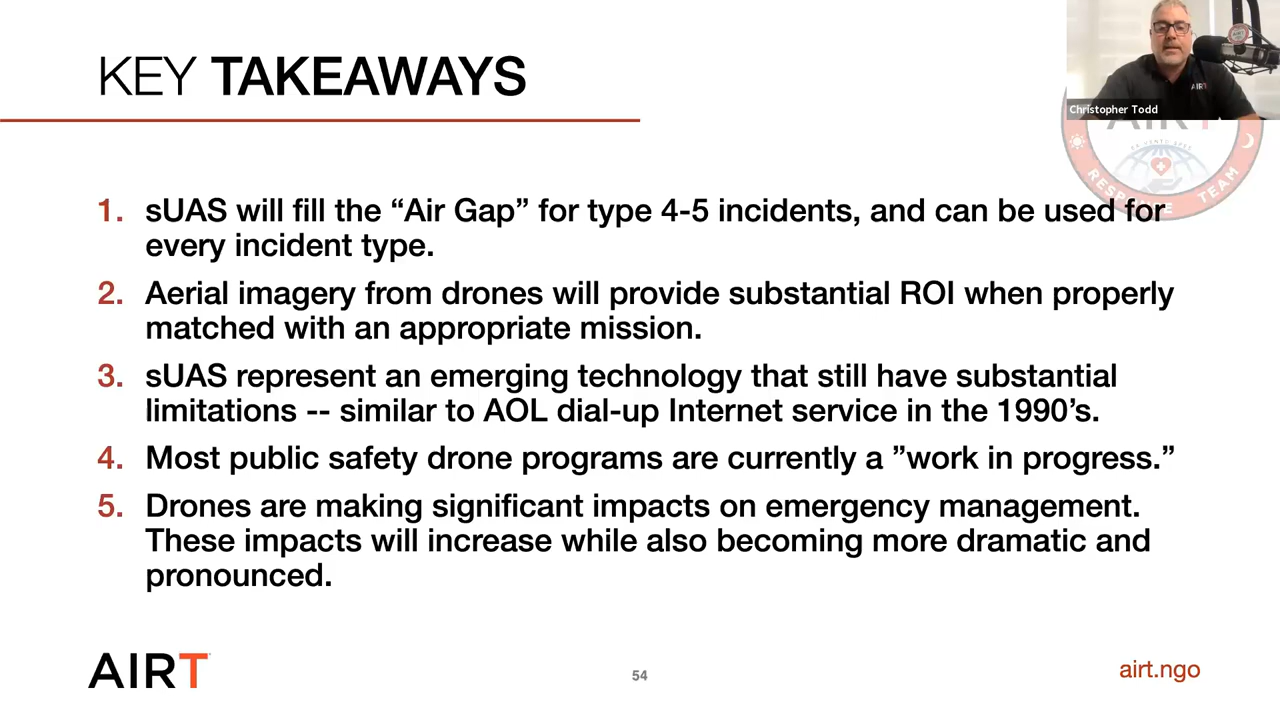 KEY TAKEAWAYS
AIRT
Christopher Todd
AIRT
RESPONSE TEAM
1. sUAS will fill the “Air Gap” for type 4-5 incidents, and can be used for
every incident type.
2. Aerial imagery from drones will provide substantial ROI when properly
matched with an appropriate mission.
3. sUAS represent an emerging technology that still have substantial
limitations -- similar to AOL dial-up Internet service in the 1990’s.
4. Most public safety drone programs are currently a ”work in progress.”
5. Drones are making significant impacts on emergency management.
These impacts will increase while also becoming more dramatic and
pronounced.
AIRT
54
airt.ngo